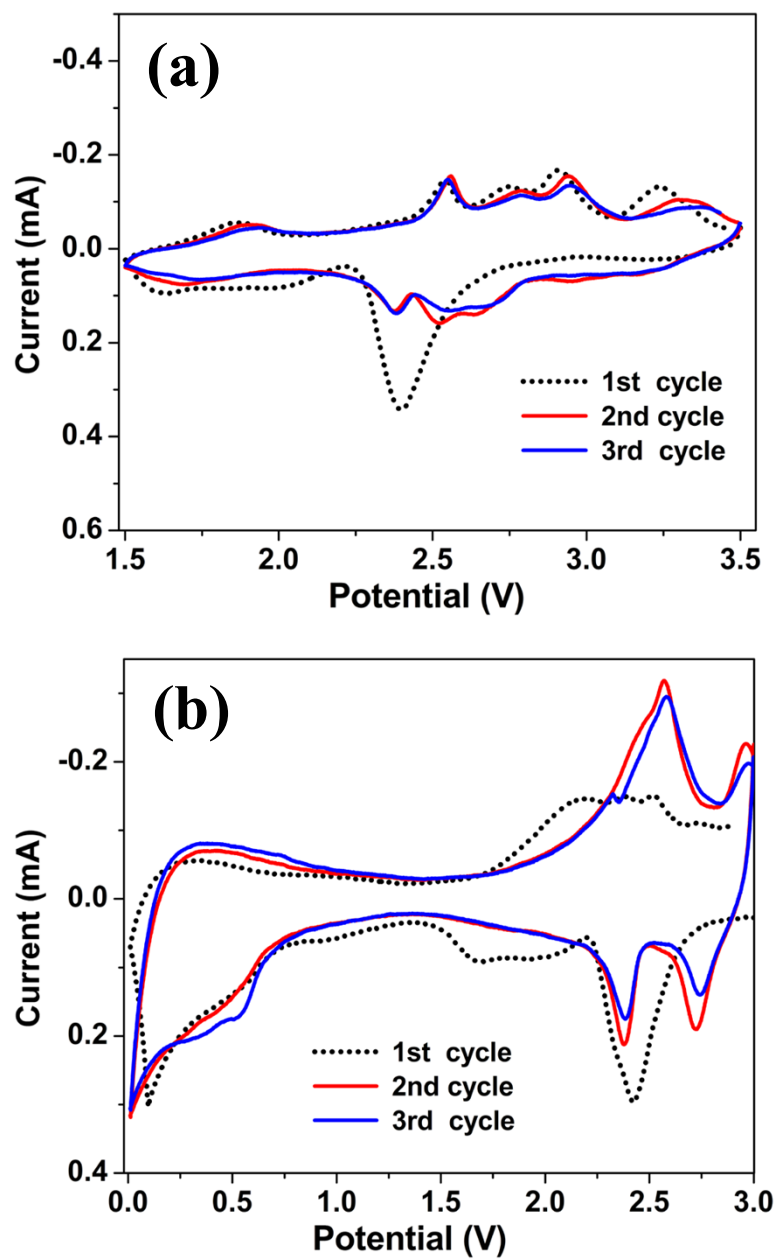 (a)
-0.4
-0.2
0.0
0.2
0.4
0.6
Current (mA)
1st cycle
2nd cycle
3rd cycle
1.5 2.0 2.5 3.0 3.5
Potential (V)
(b)
-0.2
0.0
0.2
0.4
Current (mA)
1st cycle
2nd cycle
3rd cycle
0.0 0.5 1.0 1.5 2.0 2.5 3.0
Potential (V)